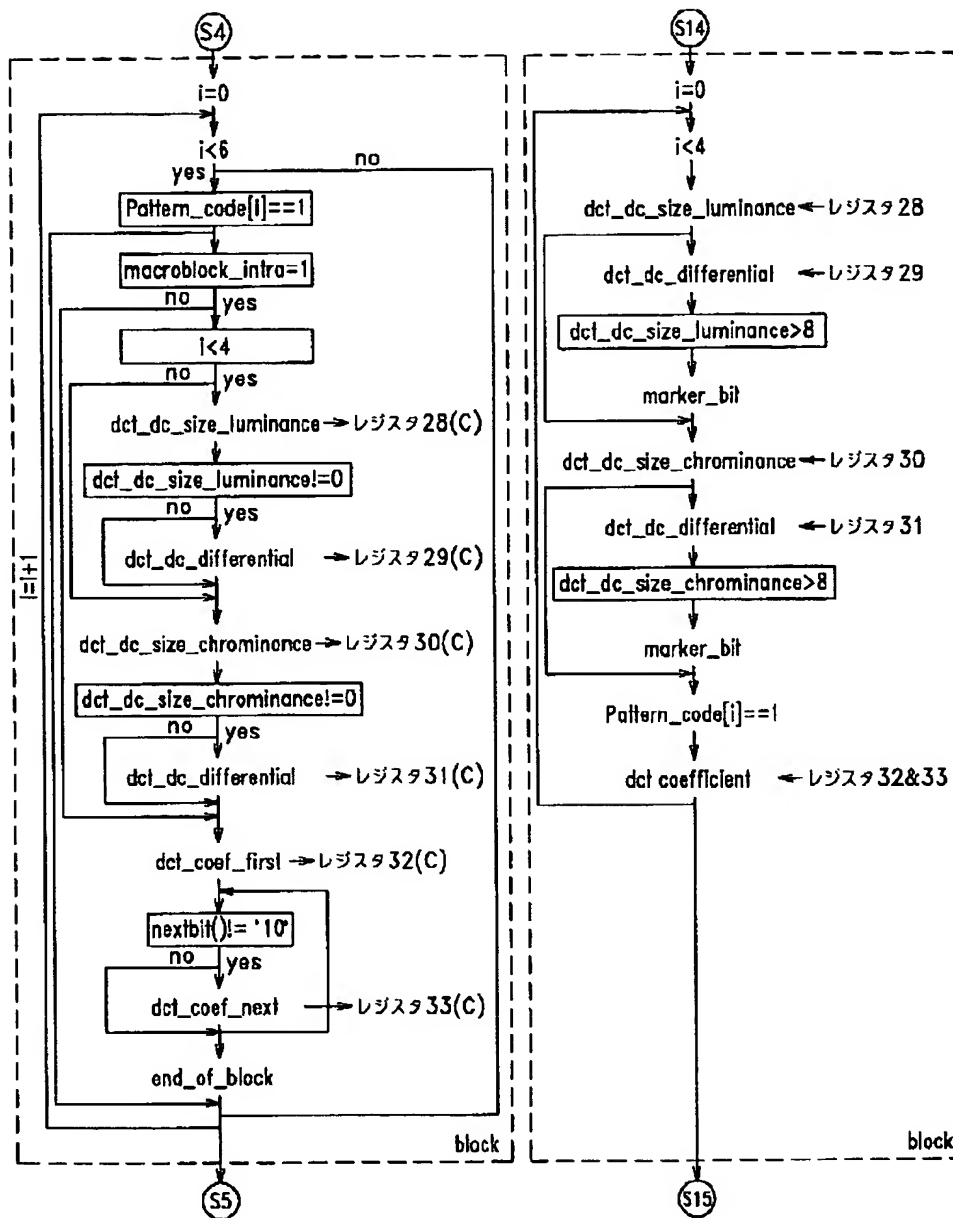 S4
i=0
i<6
no
yes
Pattern_code[i]==1
macroblock_intra=1
no yes
i<4
no yes
dct_dc_size_luminance→レジスタ28(C)
dct_dc_size_luminance!=0
no yes
dct_dc_differential →レジスタ29(C)
i=i+1
dct_dc_size_chrominance→レジスタ30(C)
dct_dc_size_chrominance!=0
no yes
dct_dc_differential →レジスタ31(C)
dct_coef_first→レジスタ32(C)
nextbit()!= '10'
no yes
dct_coef_next →レジスタ33(C)
end_of_block
block
S5
S14
i=0
i<4
dct_dc_size_luminance←レジスタ28
dct_dc_differential ←レジスタ29
dct_dc_size_luminance>8
marker_bit
dct_dc_size_chrominance←レジスタ30
dct_dc_differential ←レジスタ31
dct_dc_size_chrominance>8
marker_bit
Pattern_code[i]==1
dct coefficient ←レジスタ32&33
block
S15